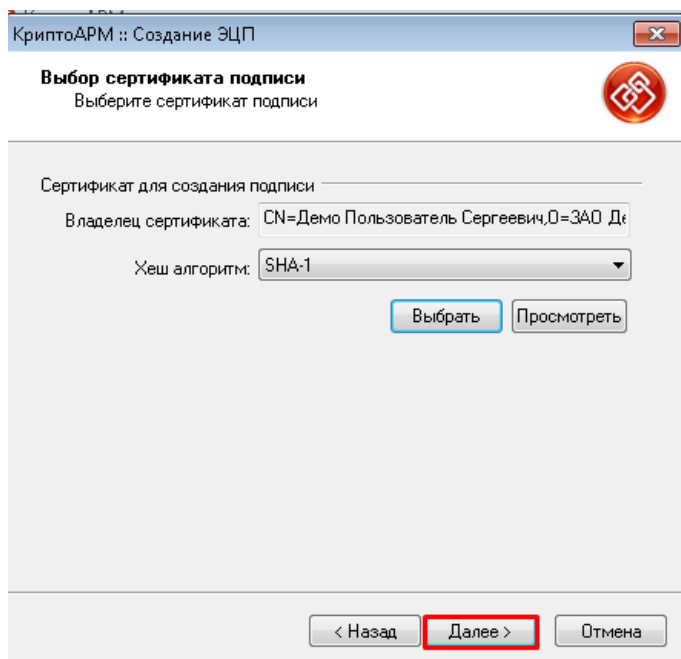 КриптоАРМ :: Создание ЭЦП
Выбор сертификата подписи
Выберите сертификат подписи
Сертификат для создания подписи
Владелец сертификата: CN=Демо Пользователь Сергеевич,O=ЗАО Де
Хеш алгоритм: SHA-1
Выбрать Просмотреть
< Назад Далее > Отмена